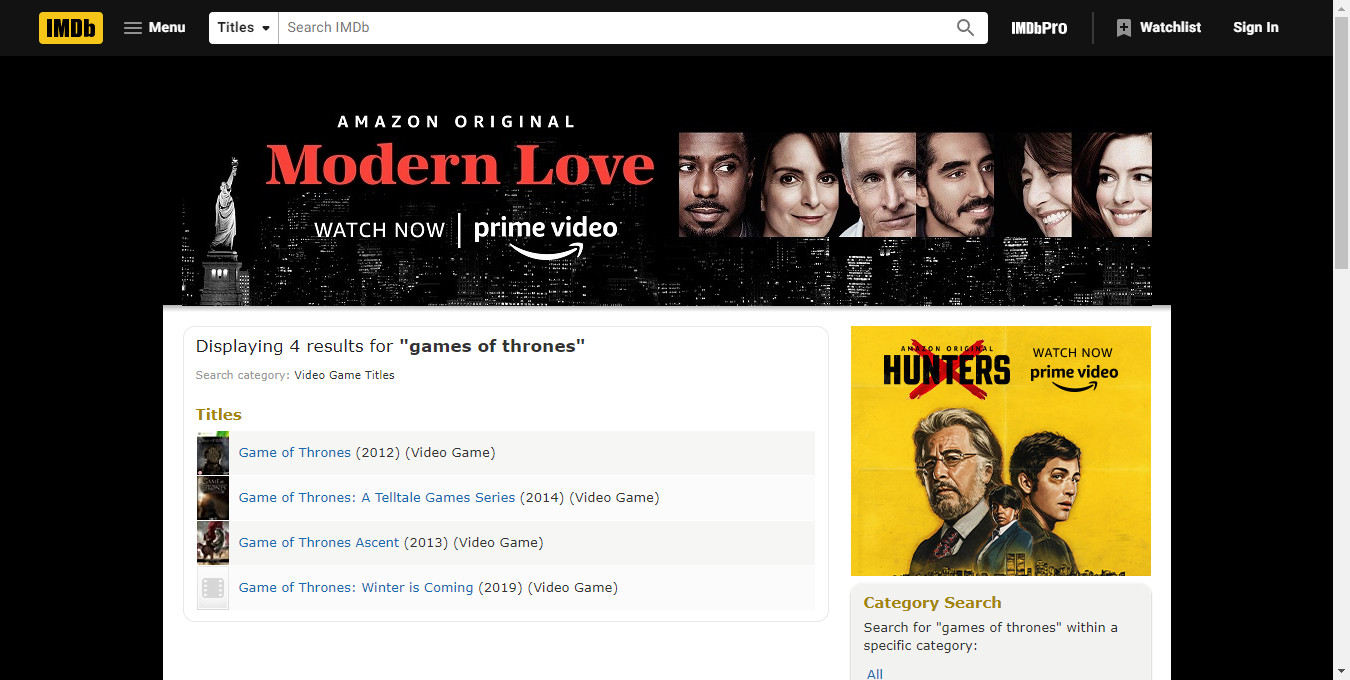 IMDb Menu Titles Search IMDb IMDbPro Watchlist Sign In
AMAZON ORIGINAL
Modern Love
WATCH NOW | prime video
Displaying 4 results for "games of thrones"
Search category: Video Game Titles
Titles
Game of Thrones (2012) (Video Game)
Game of Thrones: A Telltale Games Series (2014) (Video Game)
Game of Thrones Ascent (2013) (Video Game)
Game of Thrones: Winter is Coming (2019) (Video Game)
AMAZON ORIGINAL
HUNTERS
WATCH NOW
prime video
Category Search
Search for "games of thrones" within a
specific category:
All